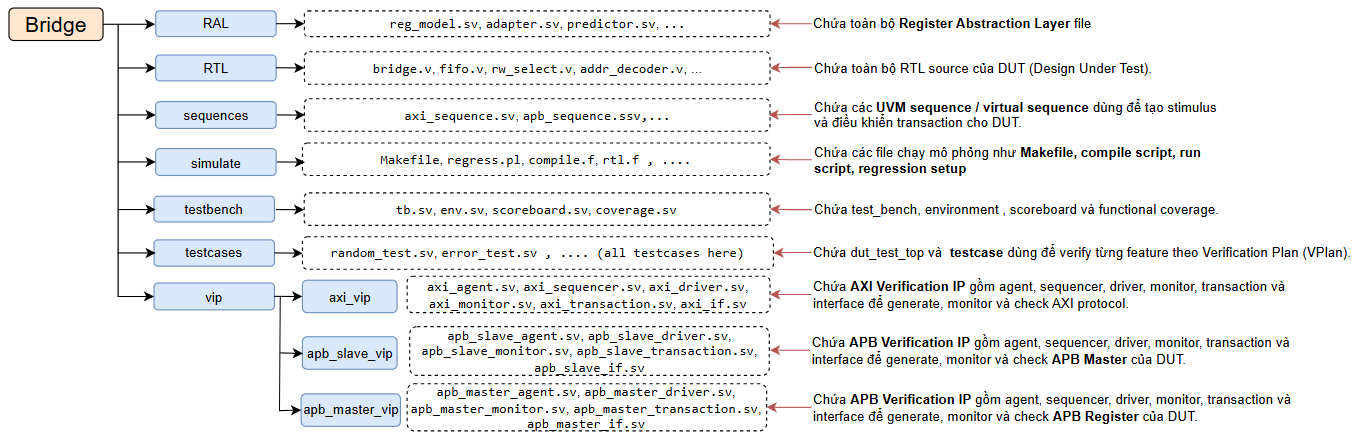 Bridge
RAL
reg_model.sv, adapter.sv, predictor.sv, ...
Chứa toàn bộ Register Abstraction Layer file
RTL
bridge.v, fifo.v, rw_select.v, addr_decoder.v, ...
Chứa toàn bộ RTL source của DUT (Design Under Test).
sequences
axi_sequence.sv, apb_sequence.ssv,...
Chứa các UVM sequence / virtual sequence dùng để tạo stimulus
và điều khiển transaction cho DUT.
simulate
Makefile, regress.pl, compile.f, rtl.f , ....
Chứa các file chạy mô phỏng như Makefile, compile script, run
script, regression setup
testbench
tb.sv, env.sv, scoreboard.sv, coverage.sv
Chứa test_bench, environment , scoreboard và functional coverage.
testcases
random_test.sv, error_test.sv , .... (all testcases here)
Chứa dut_test_top và testcase dùng để verify từng feature theo Verification Plan (VPlan).
vip
axi_vip
axi_agent.sv, axi_sequencer.sv, axi_driver.sv,
axi_monitor.sv, axi_transaction.sv, axi_if.sv
Chứa AXI Verification IP gồm agent, sequencer, driver, monitor, transaction và
interface để generate, monitor và check AXI protocol.
apb_slave_vip
apb_slave_agent.sv, apb_slave_driver.sv,
apb_slave_monitor.sv, apb_slave_transaction.sv,
apb_slave_if.sv
Chứa APB Verification IP gồm agent, sequencer, driver, monitor, transaction và
interface để generate, monitor và check APB Master của DUT.
apb_master_vip
apb_master_agent.sv, apb_master_driver.sv,
apb_master_monitor.sv, apb_master_transaction.sv,
apb_master_if.sv
Chứa APB Verification IP gồm agent, sequencer, driver, monitor, transaction và
interface để generate, monitor và check APB Register của DUT.